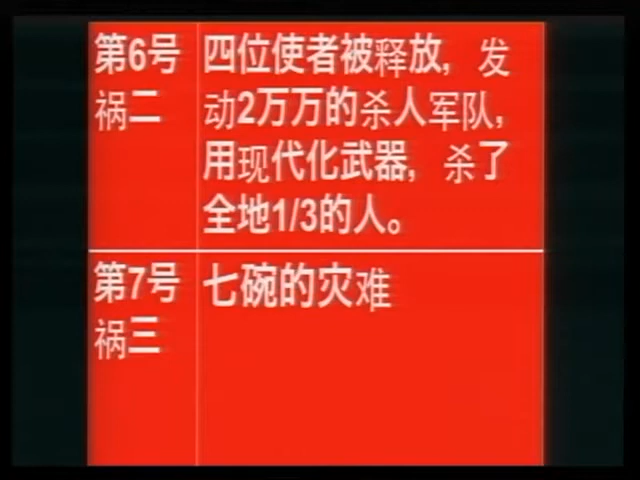 第6号
祸二
四位使者被释放，发
动2万万的杀人军队，
用现代化武器，杀了
全地1/3的人。
第7号
祸三
七碗的灾难